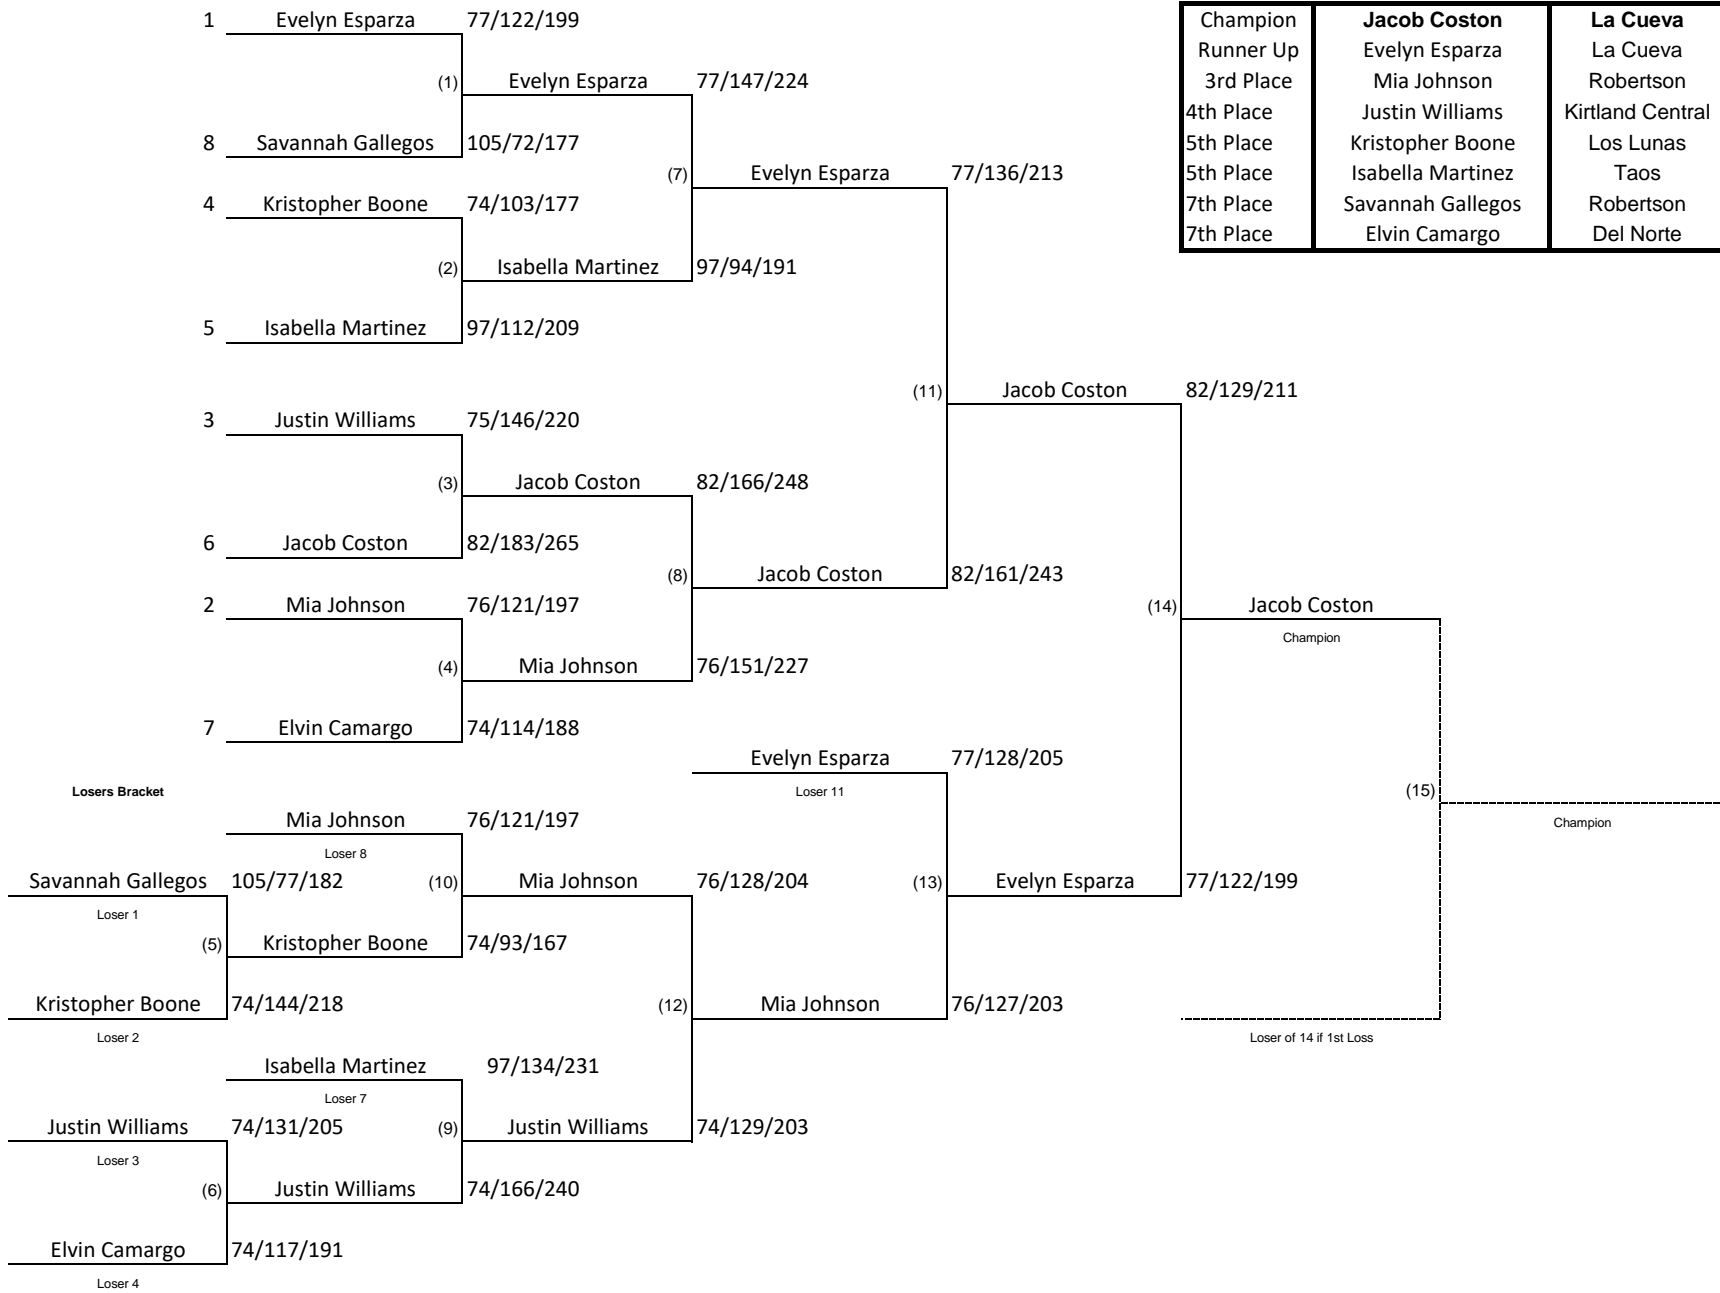 1 Evelyn Esparza 77/122/199
Champion Jacob Coston La Cueva
Runner Up Evelyn Esparza La Cueva
(1) Evelyn Esparza 77/147/224
3rd Place Mia Johnson Robertson
4th Place Justin Williams Kirtland Central
8 Savannah Gallegos 105/72/177
5th Place Kristopher Boone Los Lunas
(7) Evelyn Esparza 77/136/213
5th Place Isabella Martinez Taos
4 Kristopher Boone 74/103/177
7th Place Savannah Gallegos Robertson
7th Place Elvin Camargo Del Norte
(2) Isabella Martinez 97/94/191
5 Isabella Martinez 97/112/209
(11) Jacob Coston 82/129/211
3 Justin Williams 75/146/220
(3) Jacob Coston 82/166/248
6 Jacob Coston 82/183/265
(8) Jacob Coston 82/161/243
2 Mia Johnson 76/121/197
(14) Jacob Coston
Champion
(4) Mia Johnson 76/151/227
7 Elvin Camargo 74/114/188
Evelyn Esparza 77/128/205
Losers Bracket
Loser 11
(15)
Mia Johnson 76/121/197
Champion
Loser 8
Savannah Gallegos 105/77/182
(10) Mia Johnson 76/128/204
(13) Evelyn Esparza 77/122/199
Loser 1
(5) Kristopher Boone 74/93/167
Kristopher Boone 74/144/218
(12) Mia Johnson 76/127/203
Loser 2
Loser of 14 if 1st Loss
Isabella Martinez 97/134/231
Loser 7
Justin Williams 74/131/205
(9) Justin Williams 74/129/203
Loser 3
(6) Justin Williams 74/166/240
Elvin Camargo 74/117/191
Loser 4